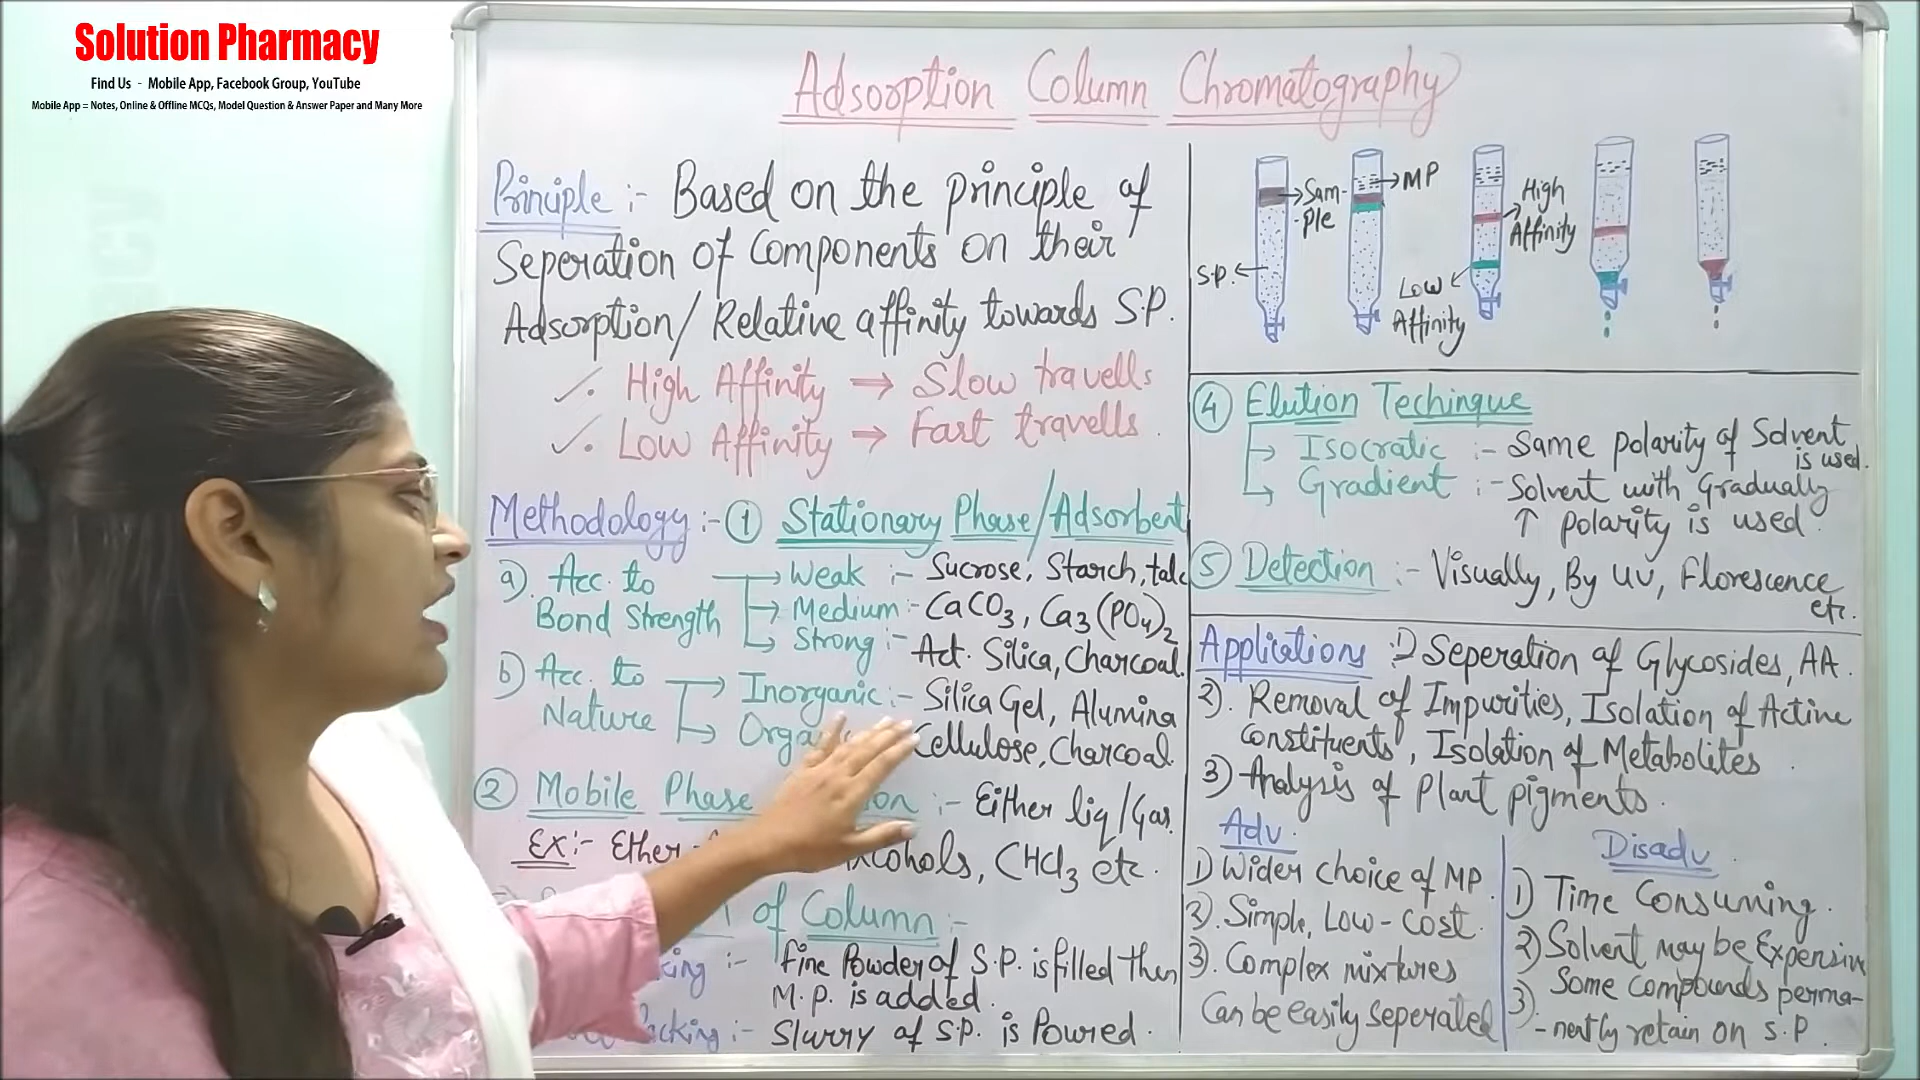 Solution Pharmacy
Find Us - Mobile App, Facebook Group, YouTube
Mobile App = Notes, Online & Offline MCQs, Model Question & Answer Paper and Many More
Adsorption Column Chromatography
Principle :- Based on the principle of
Seperation of Components on their
Adsorption/Relative affinity towards S.P.
High Affinity → Slow travells
Low Affinity → Fast travells
Methodology :- ① Stationary Phase/Adsorbent
a) Acc. to
Bond Strength
Weak :- Sucrose, Starch, talc
Medium :- CaCO3, Ca3(PO4)2
Strong :- Act. Silica, Charcoal
b) Acc. to
Nature
Inorganic :- Silica Gel, Alumina
Cellulose, Charcoal
② Mobile Phase :- Either liq/Gas
Ex :- Ether Alcohols, CHCl3 etc.
of Column :-
:- fine Powder of S.P. is filled then
M.P. is added.
Packing :- Slurry of S.P. is Poured.
Sam-
-ple
S.P.
MP
High
Affinity
Low
Affinity
④ Elution Techinque
Isocratic :- Same polarity of Solvent
is used.
Gradient :- Solvent with Gradually
↑ polarity is used.
⑤ Detection :- Visually, By UV, Florescence
etc.
Applications :- 1) Seperation of Glycosides, AA.
2). Removal of Impurities, Isolation of Active
constituents, Isolation of Metabolites.
3) Analysis of Plant pigments.
Adv.
1) Wider choice of MP.
2). Simple, Low-Cost.
3. Complex mixtures
Can be easily seperated
Disadv.
1) Time Consuming.
2) Solvent may be Expensive
3) Some compounds perma-
-nently retain on S.P.